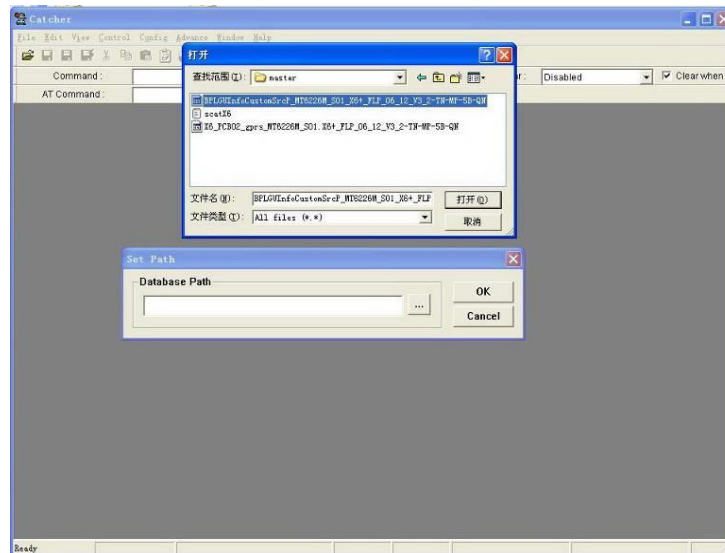 Catcher
File Edit View Control Config Advance Window Help
Command :
Disabled
Clear when
AT Command :
打开
查找范围(I):
master
BPLGUInfoCustomSrcP_MT6226M_S01_X6+_FLP_06_12_V3_2-TN-MP-5B-QN
scatX6
X6_PCB02_gprs_MT6226M_S01.X6+_FLP_06_12_V3_2-TN-MP-5B-QN
文件名(N):
BPLGUInfoCustomSrcP_MT6226M_S01_X6+_FLP
打开(O)
文件类型(T):
All files (*.*)
取消
Set Path
Database Path
...
OK
Cancel
Ready